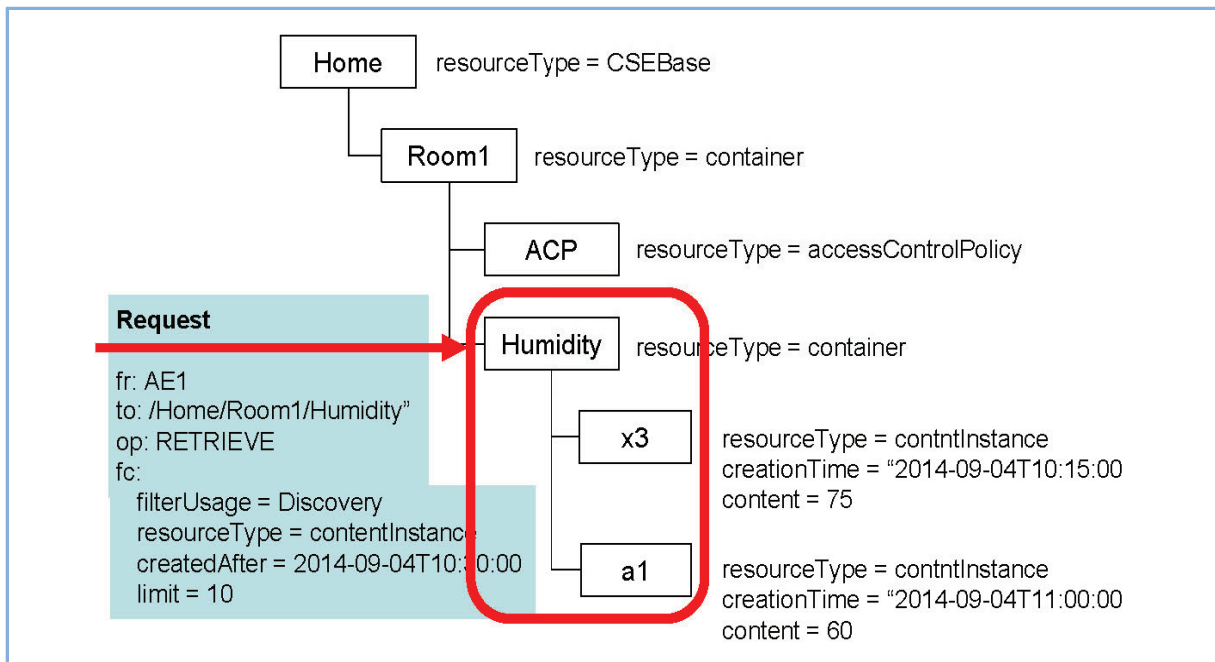 Home resourceType = CSEBase
Room1 resourceType = container
ACP resourceType = accessControlPolicy
Humidity resourceType = container
x3 resourceType = contntInstance
creationTime = “2014-09-04T10:15:00
content = 75
a1 resourceType = contntInstance
creationTime = “2014-09-04T11:00:00
content = 60
Request
fr: AE1
to: /Home/Room1/Humidity”
op: RETRIEVE
fc:
filterUsage = Discovery
resourceType = contentInstance
createdAfter = 2014-09-04T10:30:00
limit = 10